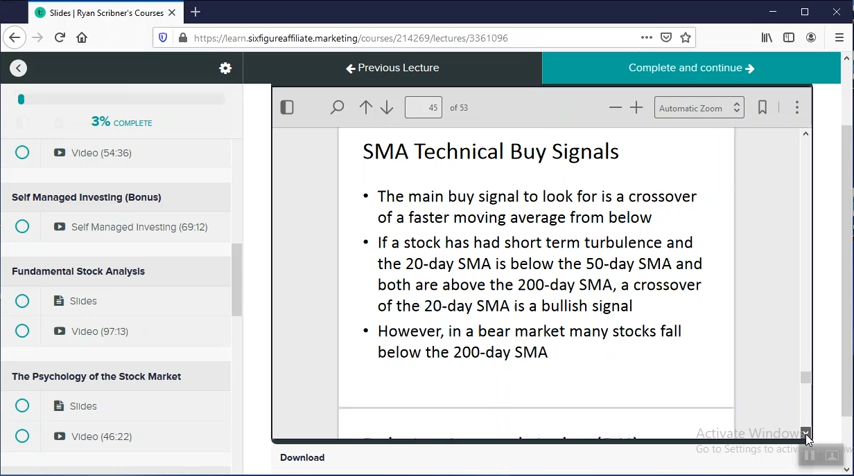 Slides | Ryan Scribner's Courses
https://learn.sixfigureaffiliate.marketing/courses/214269/lectures/3361096
Previous Lecture
Complete and continue
3% COMPLETE
Video (54:36)
Self Managed Investing (Bonus)
Self Managed Investing (69:12)
Fundamental Stock Analysis
Slides
Video (97:13)
The Psychology of the Stock Market
Slides
Video (46:22)
45 of 53
Automatic Zoom
SMA Technical Buy Signals
• The main buy signal to look for is a crossover
of a faster moving average from below
• If a stock has had short term turbulence and
the 20-day SMA is below the 50-day SMA and
both are above the 200-day SMA, a crossover
of the 20-day SMA is a bullish signal
• However, in a bear market many stocks fall
below the 200-day SMA
Activate Windows
Go to Settings to
Download